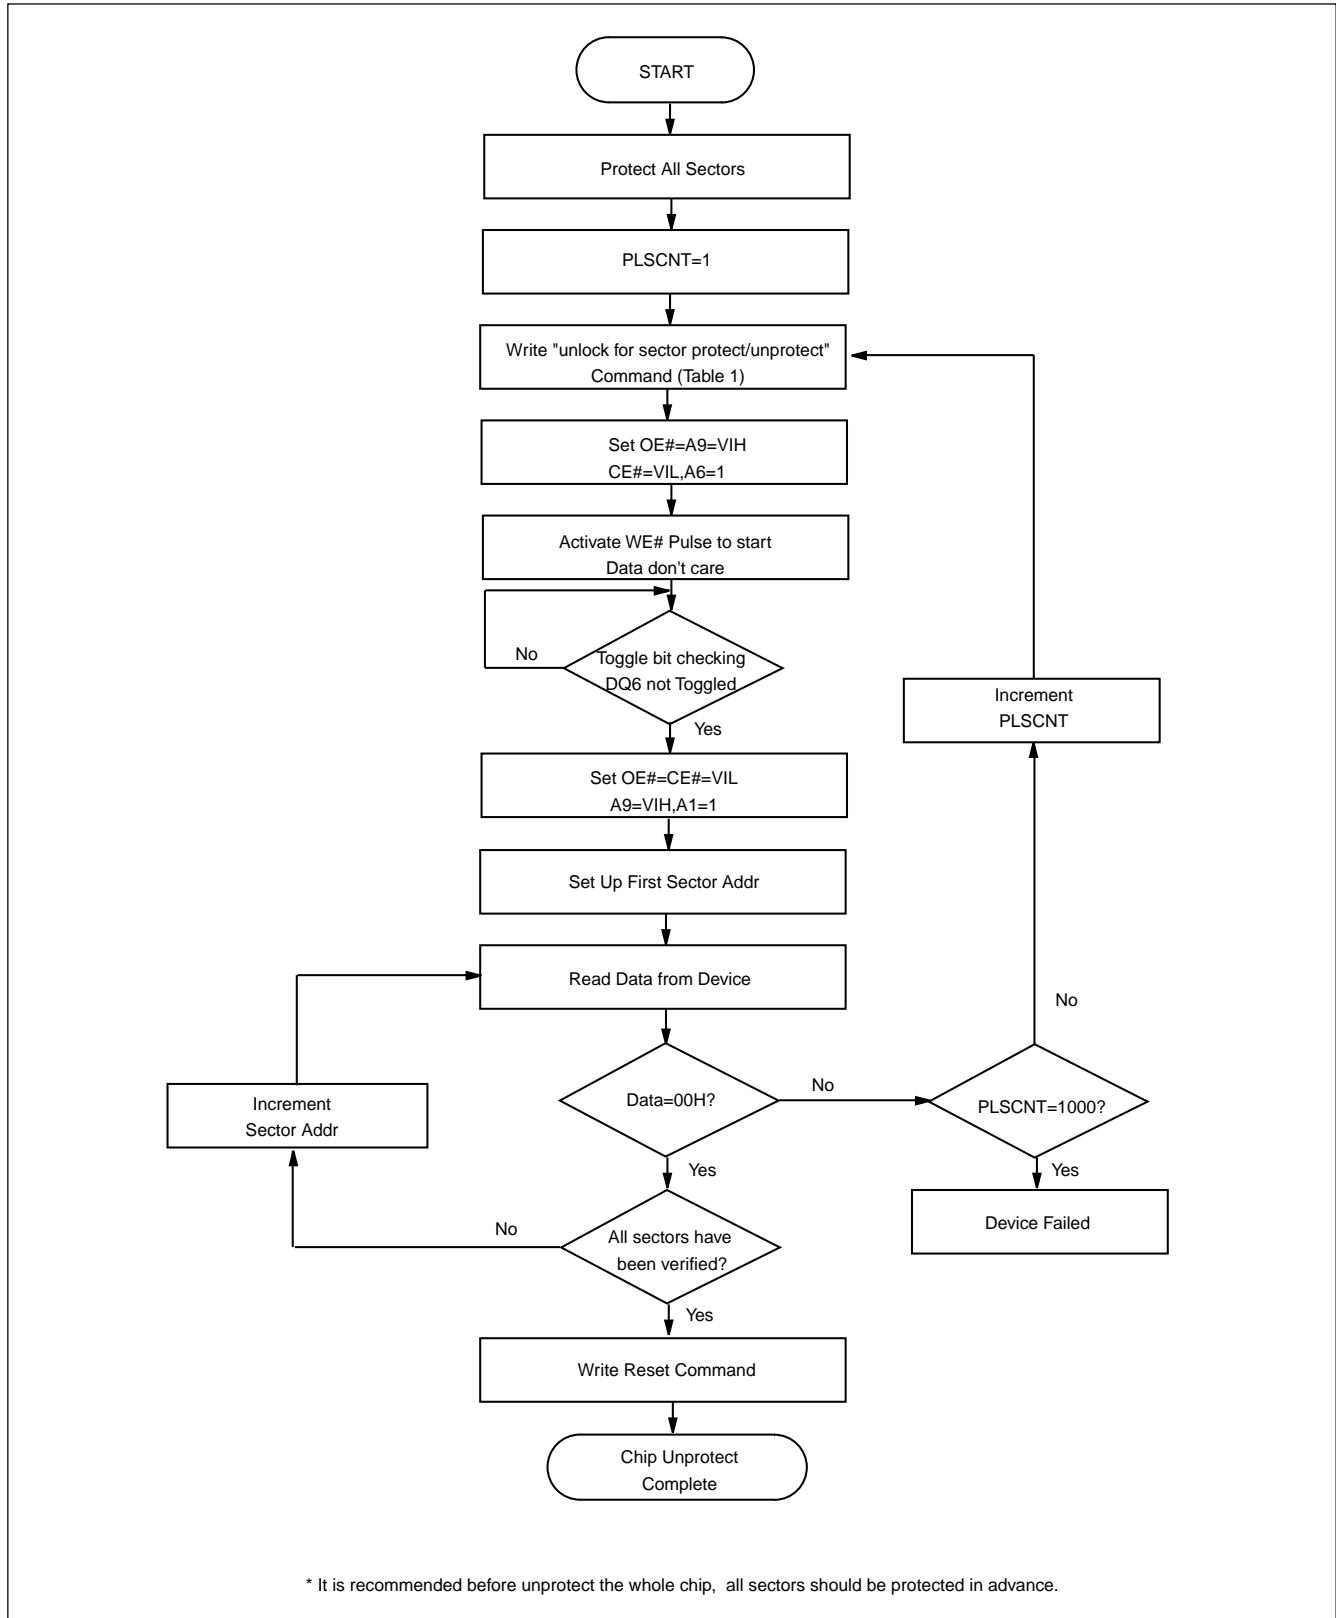 START
Protect All Sectors
PLSCNT=1
Write "unlock for sector protect/unprotect"
Command (Table 1)
Set OE#=A9=VIH
CE#=VIL,A6=1
Activate WE# Pulse to start
Data don't care
No
Toggle bit checking
DQ6 not Toggled
Yes
Increment
PLSCNT
Set OE#=CE#=VIL
A9=VIH,A1=1
Set Up First Sector Addr
Read Data from Device
No
Data=00H?
No
PLSCNT=1000?
Increment
Sector Addr
Yes
Yes
Device Failed
No
All sectors have
been verified?
Yes
Write Reset Command
Chip Unprotect
Complete
* It is recommended before unprotect the whole chip, all sectors should be protected in advance.